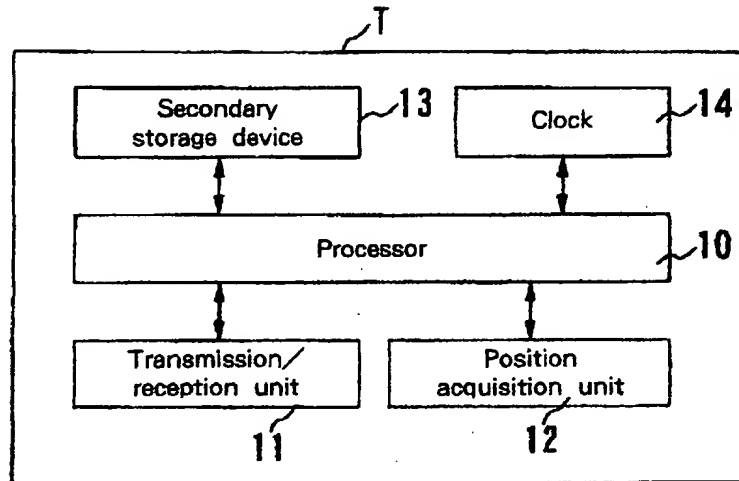 T
Secondary
storage device
13
Clock
14
Processor
10
Transmission/
reception unit
11
Position
acquisition unit
12